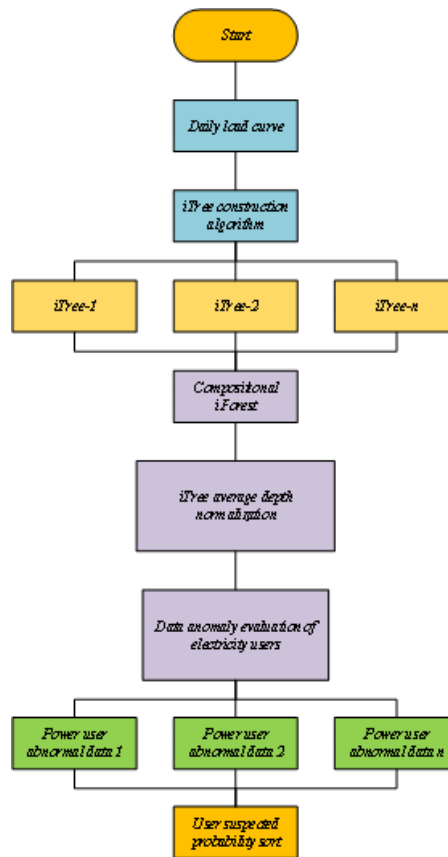 Start
Daily load curve
iTree construction
algorithm
iTree-1
iTree-2
iTree-n
Compositional
iForest
iTree average depth
normalization
Data anomaly evaluation of
electricity users
Power user
abnormal data 1
Power user
abnormal data 2
Power user
abnormal data n
User suspected
probability sort